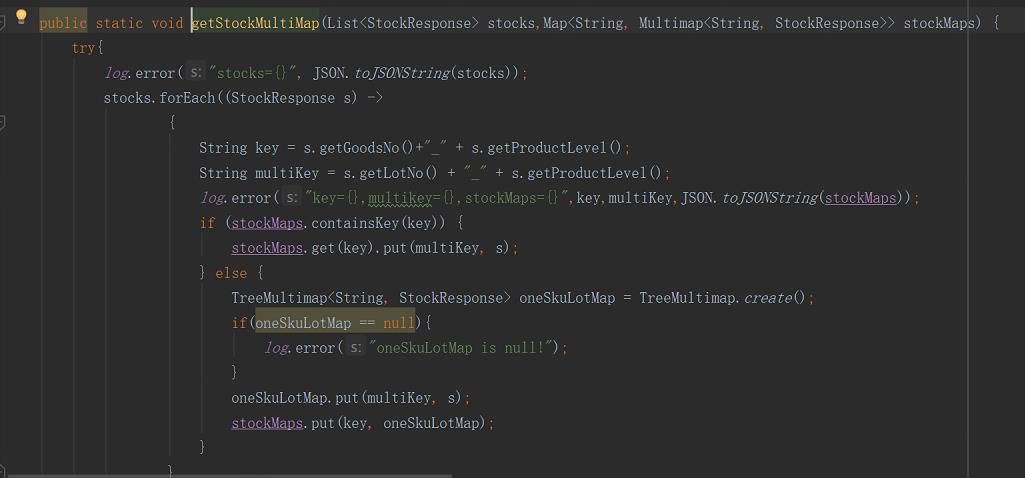 public static void getStockMultiMap(List<StockResponse> stocks,Map<String, Multimap<String, StockResponse>> stockMaps) {
try{
log.error( s: "stocks={}", JSON.toJSONString(stocks));
stocks.forEach((StockResponse s) ->
{
String key = s.getGoodsNo()+"_" + s.getProductLevel();
String multiKey = s.getLotNo() + "_" + s.getProductLevel();
log.error( s: "key={},multikey={},stockMaps={}",key,multiKey,JSON.toJSONString(stockMaps));
if (stockMaps.containsKey(key)) {
stockMaps.get(key).put(multiKey, s);
} else {
TreeMultimap<String, StockResponse> oneSkuLotMap = TreeMultimap.create();
if(oneSkuLotMap == null){
log.error( s: "oneSkuLotMap is null!");
}
oneSkuLotMap.put(multiKey, s);
stockMaps.put(key, oneSkuLotMap);
}
}